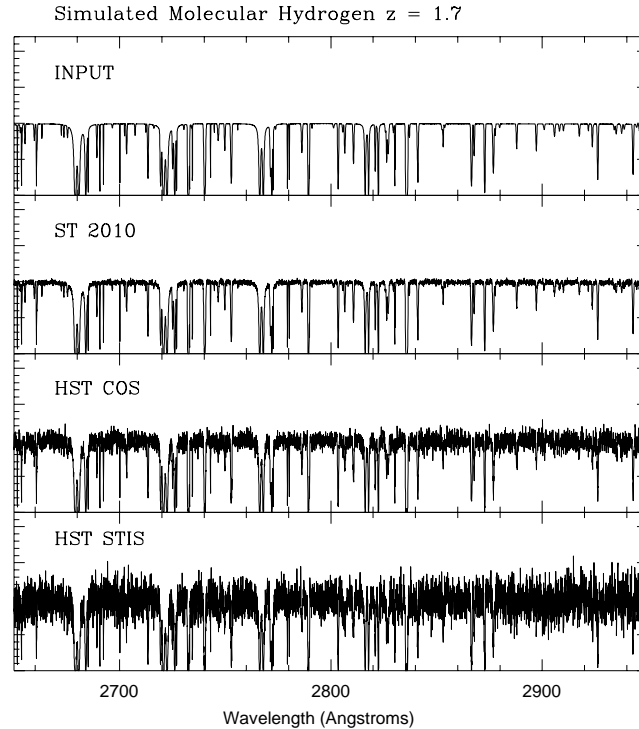 Simulated Molecular Hydrogen z = 1.7
INPUT
ST 2010
HST COS
HST STIS
2700 2800 2900
Wavelength (Angstroms)